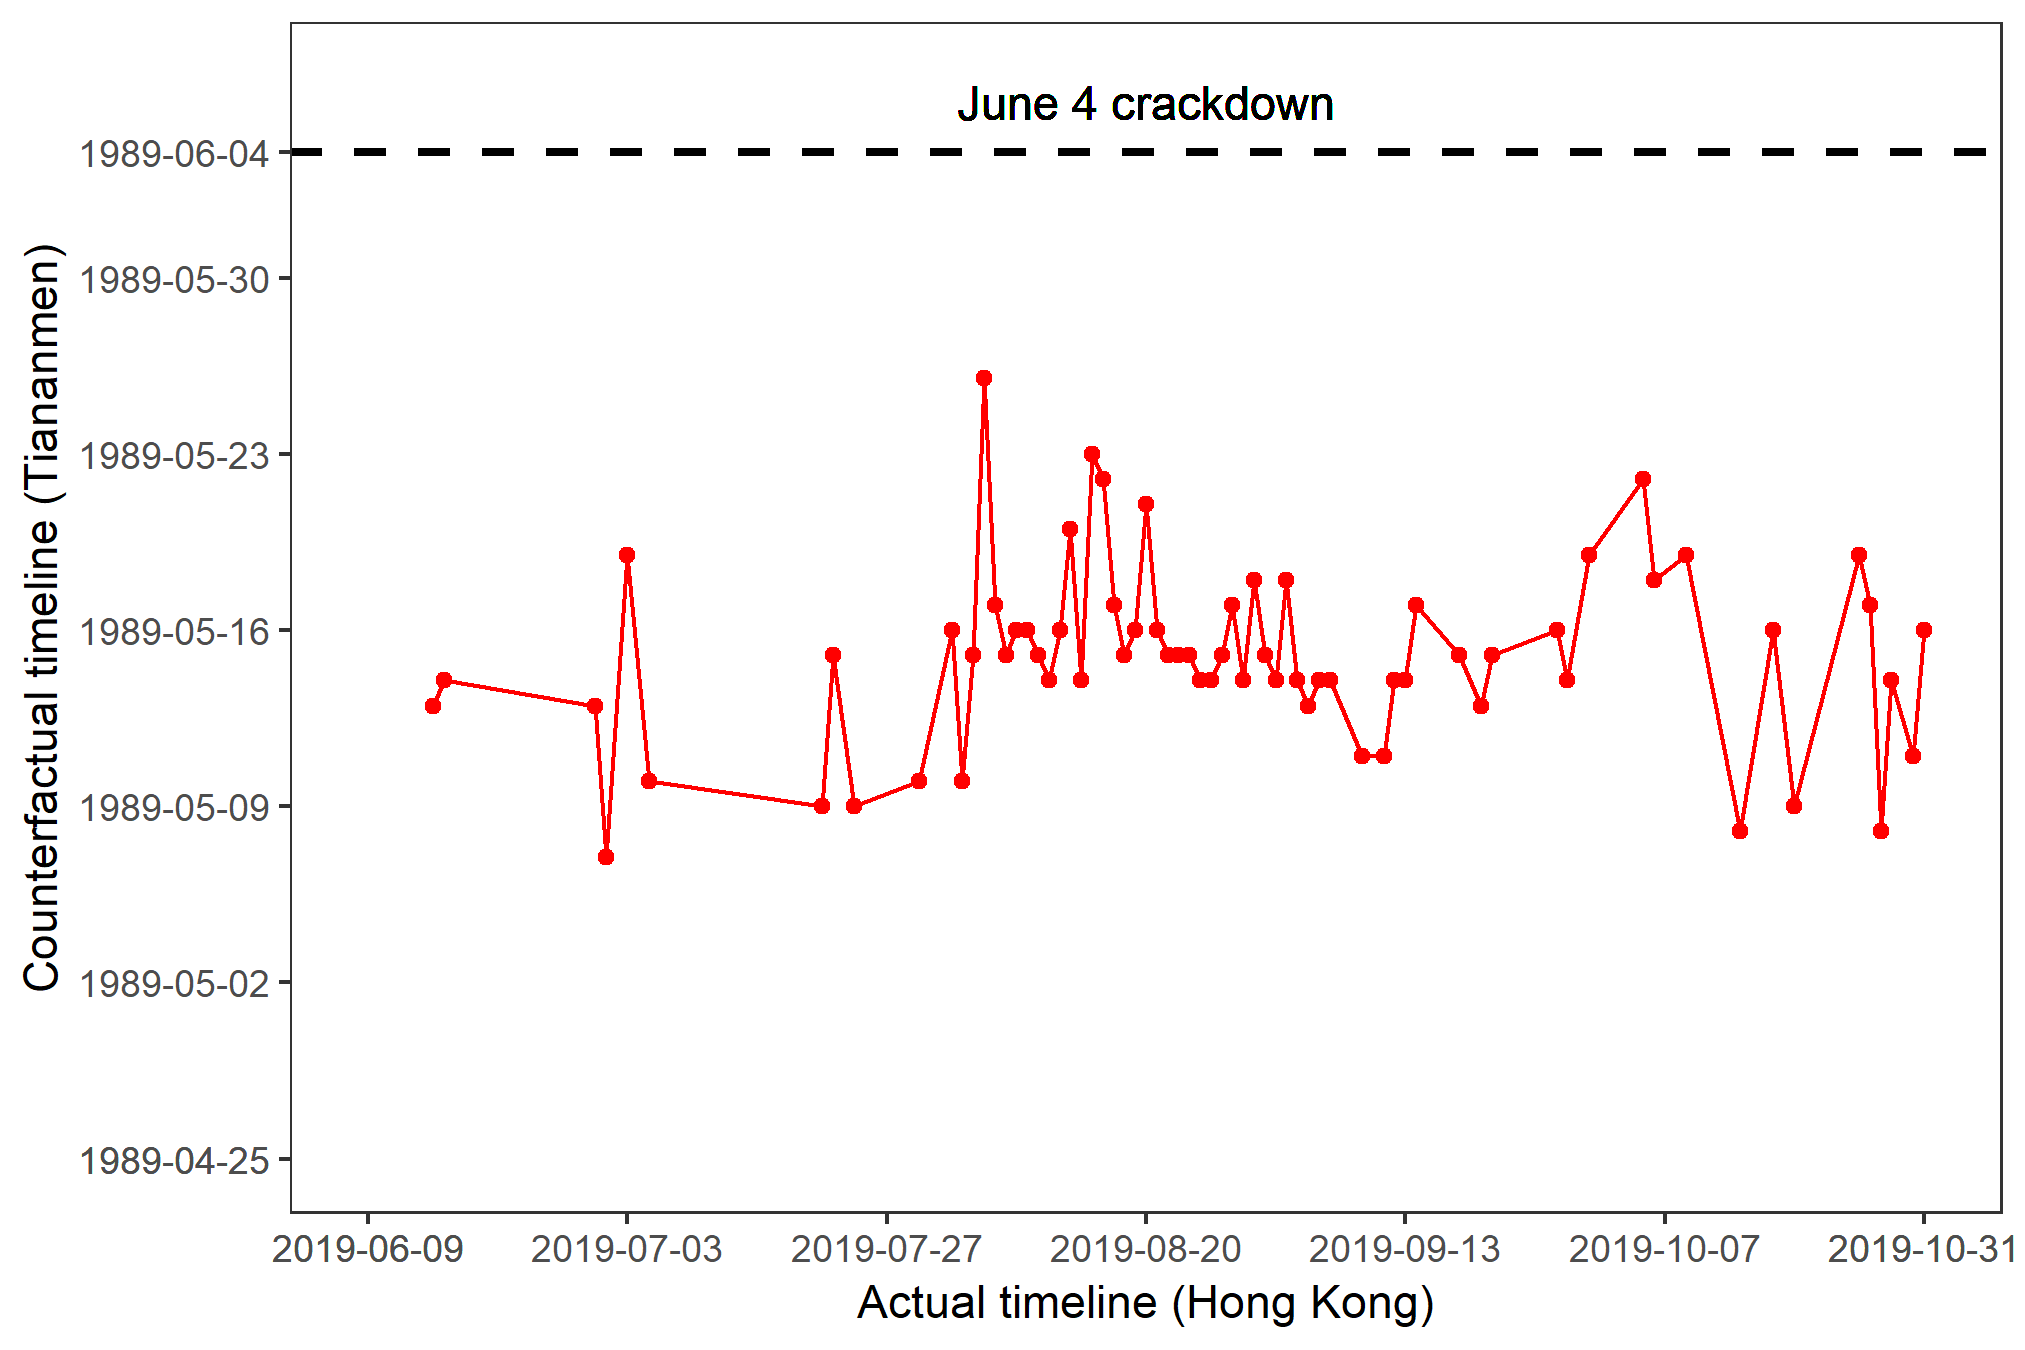 June 4 crackdown
Counterfactual timeline (Tiananmen)
1989-06-04
1989-05-30
1989-05-23
1989-05-16
1989-05-09
1989-05-02
1989-04-25
2019-06-09 2019-07-03 2019-07-27 2019-08-20 2019-09-13 2019-10-07 2019-10-31
Actual timeline (Hong Kong)